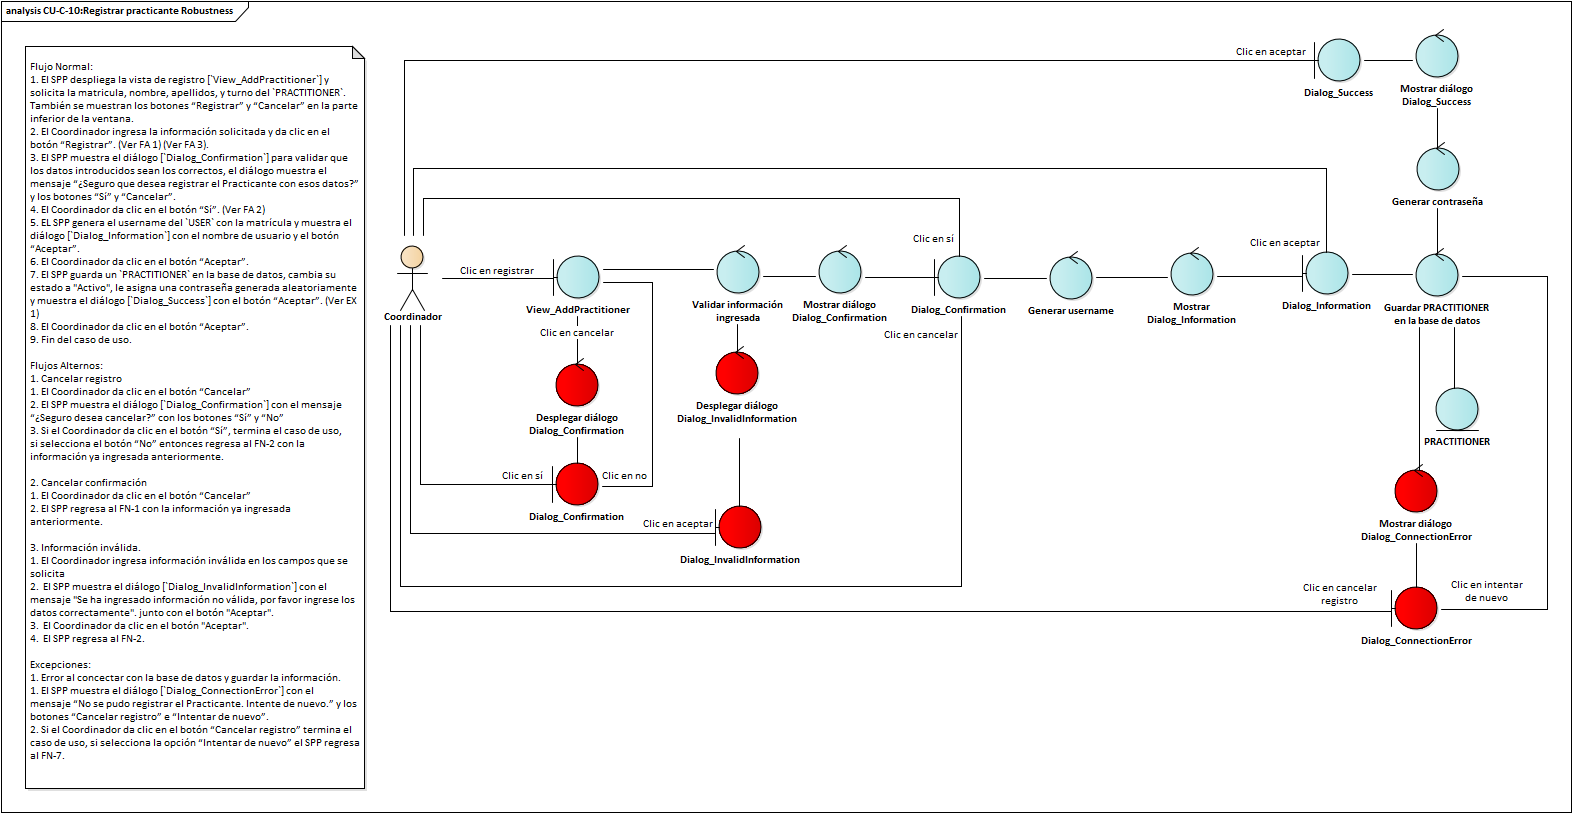 analysis CU-C-10:Registrar practicante Robustness
Flujo Normal:
1. El SPP despliega la vista de registro [`View_AddPractitioner`] y
solicita la matricula, nombre, apellidos, y turno del `PRACTITIONER`.
También se muestran los botones “Registrar” y “Cancelar” en la parte
inferior de la ventana.
2. El Coordinador ingresa la información solicitada y da clic en el
botón “Registrar”. (Ver FA 1) (Ver FA 3).
3. El SPP muestra el diálogo [`Dialog_Confirmation`] para validar que
los datos introducidos sean los correctos, el diálogo muestra el
mensaje “¿Seguro que desea registrar el Practicante con esos datos?”
y los botones “Sí” y “Cancelar”.
4. El Coordinador da clic en el botón “Sí”. (Ver FA 2)
5. EL SPP genera el username del `USER` con la matrícula y muestra el
diálogo [`Dialog_Information`] con el nombre de usuario y el botón
“Aceptar”.
6. El Coordinador da clic en el botón “Aceptar”.
7. El SPP guarda un `PRACTITIONER` en la base de datos, cambia su
estado a "Activo", le asigna una contraseña generada aleatoriamente
y muestra el diálogo [`Dialog_Success`] con el botón “Aceptar”. (Ver EX
1)
8. El Coordinador da clic en el botón “Aceptar”.
9. Fin del caso de uso.
Flujos Alternos:
1. Cancelar registro
1. El Coordinador da clic en el botón “Cancelar”
2. El SPP muestra el diálogo [`Dialog_Confirmation`] con el mensaje
“¿Seguro desea cancelar?” con los botones “Sí” y “No”
3. Si el Coordinador da clic en el botón “Sí”, termina el caso de uso,
si selecciona el botón “No” entonces regresa al FN-2 con la
información ya ingresada anteriormente.
2. Cancelar confirmación
1. El Coordinador da clic en el botón “Cancelar”
2. El SPP regresa al FN-1 con la información ya ingresada
anteriormente.
3. Información inválida.
1. El Coordinador ingresa información inválida en los campos que se
solicita
2. El SPP muestra el diálogo [`Dialog_InvalidInformation`] con el
mensaje "Se ha ingresado información no válida, por favor ingrese los
datos correctamente". junto con el botón "Aceptar".
3. El Coordinador da clic en el botón "Aceptar".
4. El SPP regresa al FN-2.
Excepciones:
1. Error al concectar con la base de datos y guardar la información.
1. El SPP muestra el diálogo [`Dialog_ConnectionError`] con el
mensaje “No se pudo registrar el Practicante. Intente de nuevo.” y los
botones “Cancelar registro” e “Intentar de nuevo”.
2. Si el Coordinador da clic en el botón “Cancelar registro” termina el
caso de uso, si selecciona la opción “Intentar de nuevo” el SPP regresa
al FN-7.
Clic en aceptar
Dialog_Success
Mostrar diálogo
Dialog_Success
Generar contraseña
Clic en sí
Clic en aceptar
Clic en registrar
Coordinador
View_AddPractitioner
Validar información
ingresada
Mostrar diálogo
Dialog_Confirmation
Dialog_Confirmation
Generar username
Mostrar
Dialog_Information
Dialog_Information
Guardar PRACTITIONER
en la base de datos
Clic en cancelar
Clic en cancelar
Desplegar diálogo
Dialog_Confirmation
Desplegar diálogo
Dialog_InvalidInformation
PRACTITIONER
Clic en sí
Clic en no
Dialog_Confirmation
Clic en aceptar
Dialog_InvalidInformation
Mostrar diálogo
Dialog_ConnectionError
Clic en cancelar
registro
Clic en intentar
de nuevo
Dialog_ConnectionError